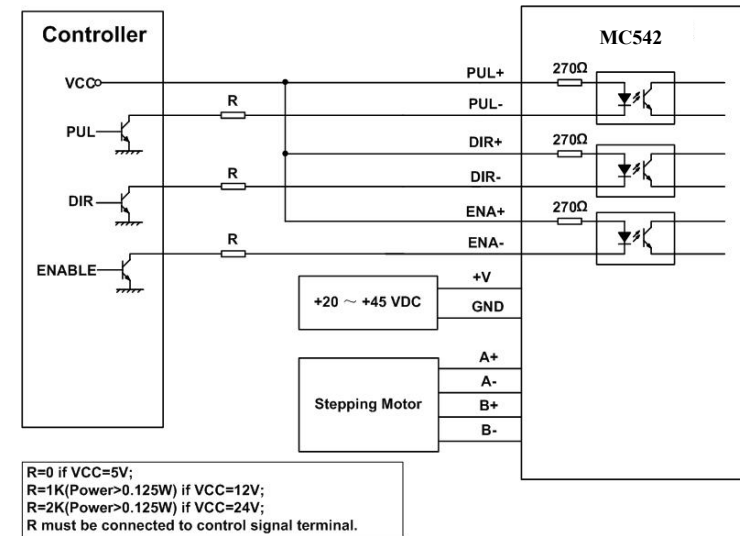 Controller
MC542
VCC
PUL+
270Ω
R
PUL-
PUL
DIR+
270Ω
R
DIR-
DIR
ENA+
270Ω
R
ENA-
ENABLE
+V
+20 ~ +45 VDC
GND
A+
A-
Stepping Motor
B+
B-
R=0 if VCC=5V;
R=1K(Power>0.125W) if VCC=12V;
R=2K(Power>0.125W) if VCC=24V;
R must be connected to control signal terminal.